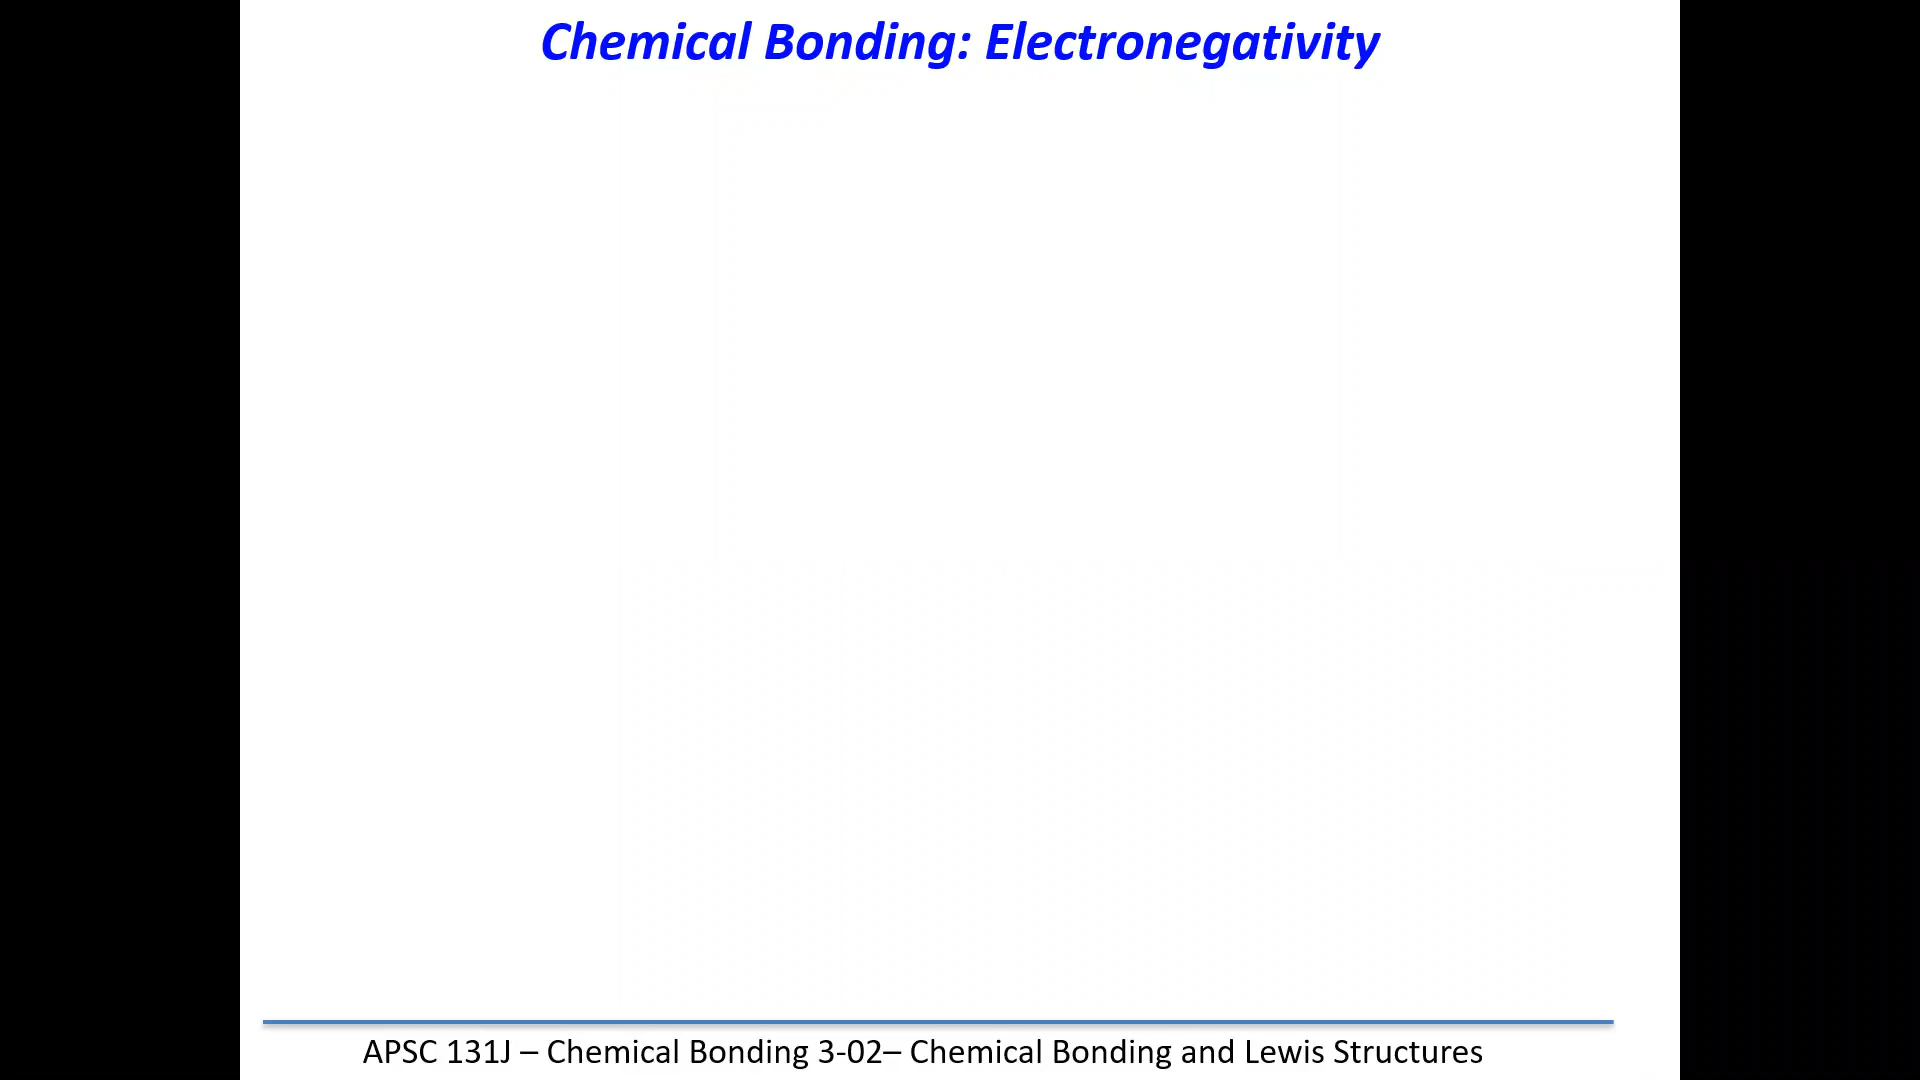 Chemical Bonding: Electronegativity
APSC 131J – Chemical Bonding 3-02– Chemical Bonding and Lewis Structures